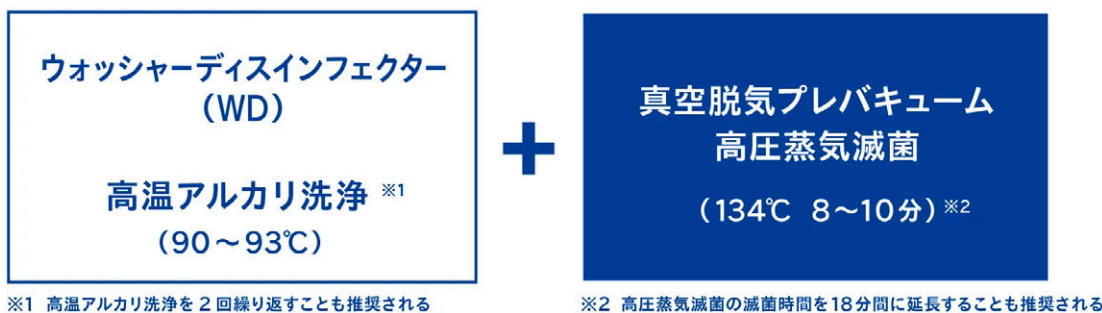 ウォッシャーディスインフェクター
(WD)
高温アルカリ洗浄 ※1
(90～93℃)
+
真空脱気プレバキューム
高圧蒸気滅菌
(134℃ 8～10分)※2
※1 高温アルカリ洗浄を2回繰り返すことも推奨される
※2 高圧蒸気滅菌の滅菌時間を18分間に延長することも推奨される